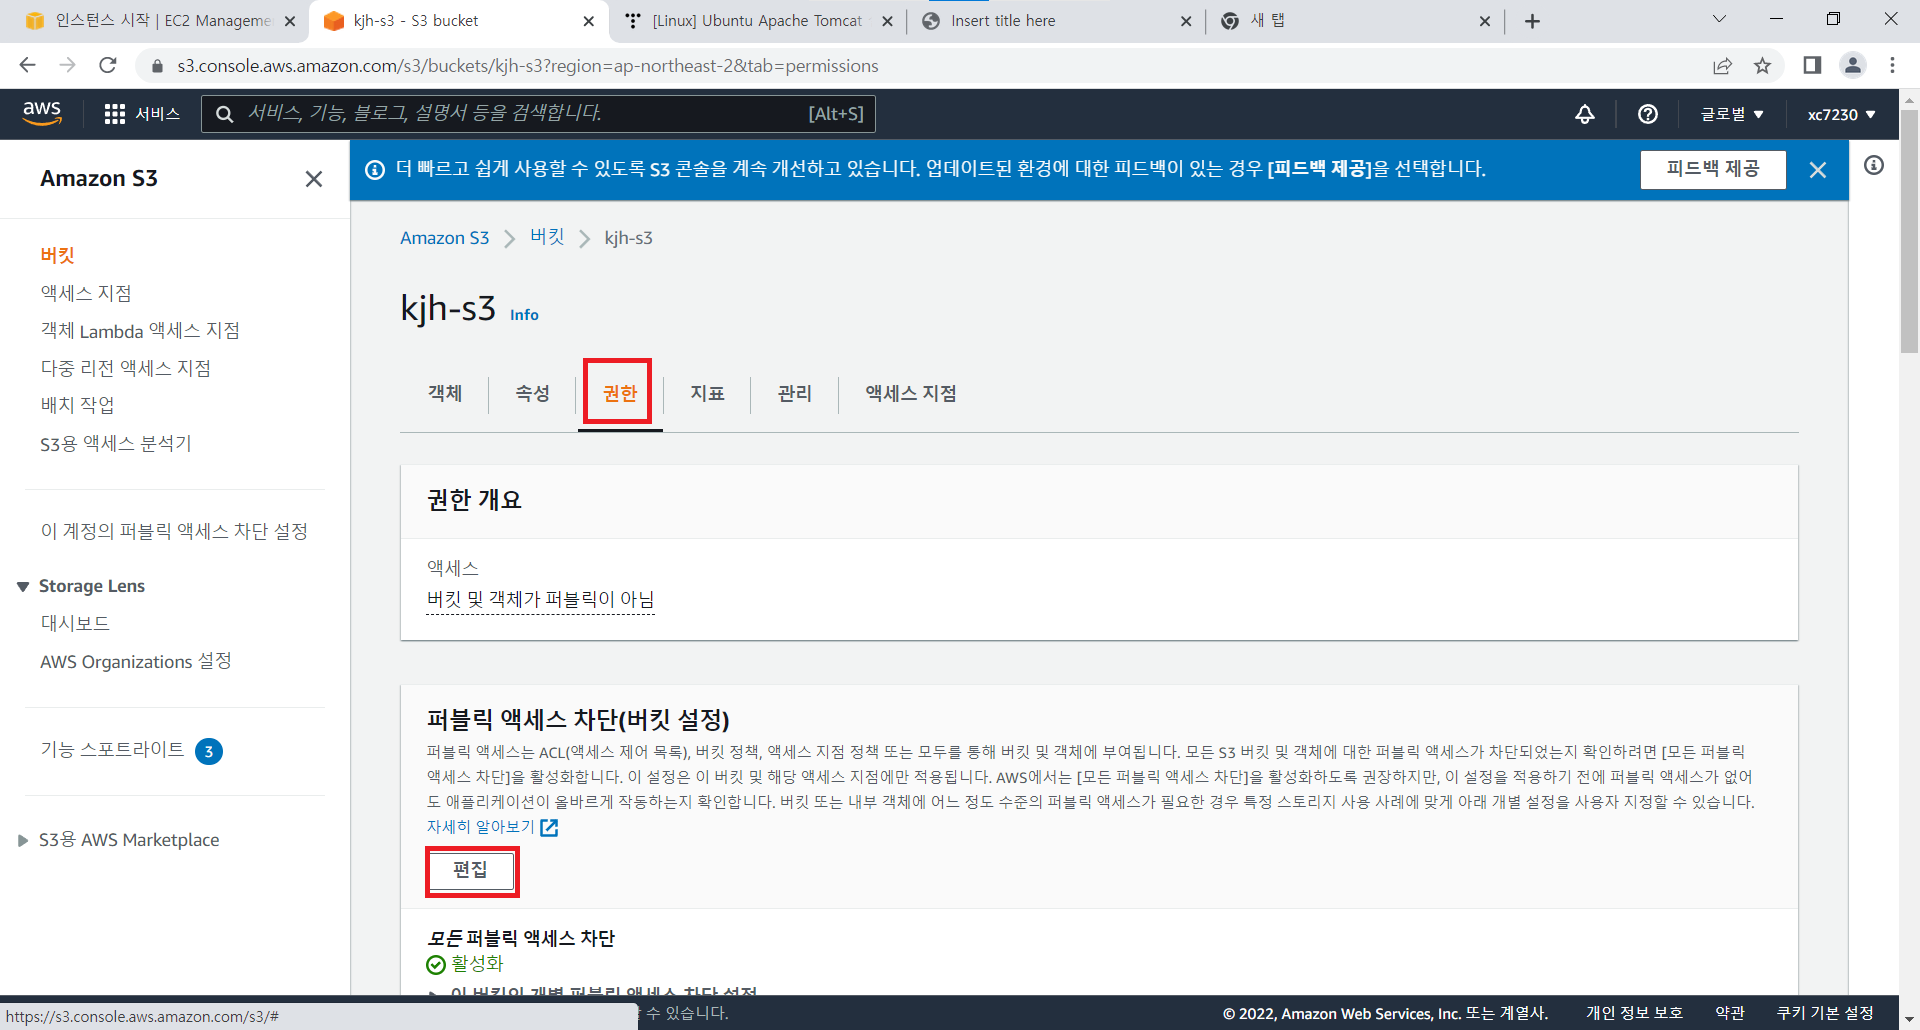 인스턴스 시작 | EC2 Manageme
kjh-s3 - S3 bucket
[Linux] Ubuntu Apache Tomcat
Insert title here
새 탭
s3.console.aws.amazon.com/s3/buckets/kjh-s3?region=ap-northeast-2&tab=permissions
aws
서비스
서비스, 기능, 블로그, 설명서 등을 검색합니다.
[Alt+S]
글로벌
xc7230
Amazon S3
더 빠르고 쉽게 사용할 수 있도록 S3 콘솔을 계속 개선하고 있습니다. 업데이트된 환경에 대한 피드백이 있는 경우 [피드백 제공]을 선택합니다.
피드백 제공
버킷
액세스 지점
객체 Lambda 액세스 지점
다중 리전 액세스 지점
배치 작업
S3용 액세스 분석기
이 계정의 퍼블릭 액세스 차단 설정
Storage Lens
대시보드
AWS Organizations 설정
기능 스포트라이트 3
S3용 AWS Marketplace
Amazon S3 > 버킷 > kjh-s3
kjh-s3 Info
객체
속성
권한
지표
관리
액세스 지점
권한 개요
액세스
버킷 및 객체가 퍼블릭이 아님
퍼블릭 액세스 차단(버킷 설정)
퍼블릭 액세스는 ACL(액세스 제어 목록), 버킷 정책, 액세스 지점 정책 또는 모두를 통해 버킷 및 객체에 부여됩니다. 모든 S3 버킷 및 객체에 대한 퍼블릭 액세스가 차단되었는지 확인하려면 [모든 퍼블릭
액세스 차단]을 활성화합니다. 이 설정은 이 버킷 및 해당 액세스 지점에만 적용됩니다. AWS에서는 [모든 퍼블릭 액세스 차단]을 활성화하도록 권장하지만, 이 설정을 적용하기 전에 퍼블릭 액세스가 없어
도 애플리케이션이 올바르게 작동하는지 확인합니다. 버킷 또는 내부 객체에 어느 정도 수준의 퍼블릭 액세스가 필요한 경우 특정 스토리지 사용 사례에 맞게 아래 개별 설정을 사용자 지정할 수 있습니다.
자세히 알아보기
편집
모든 퍼블릭 액세스 차단
활성화
이 버킷의 개별 퍼블릭 액세스 차단 설정
https://s3.console.aws.amazon.com/s3/#
수 있습니다.
© 2022, Amazon Web Services, Inc. 또는 계열사.
개인 정보 보호
약관
쿠키 기본 설정